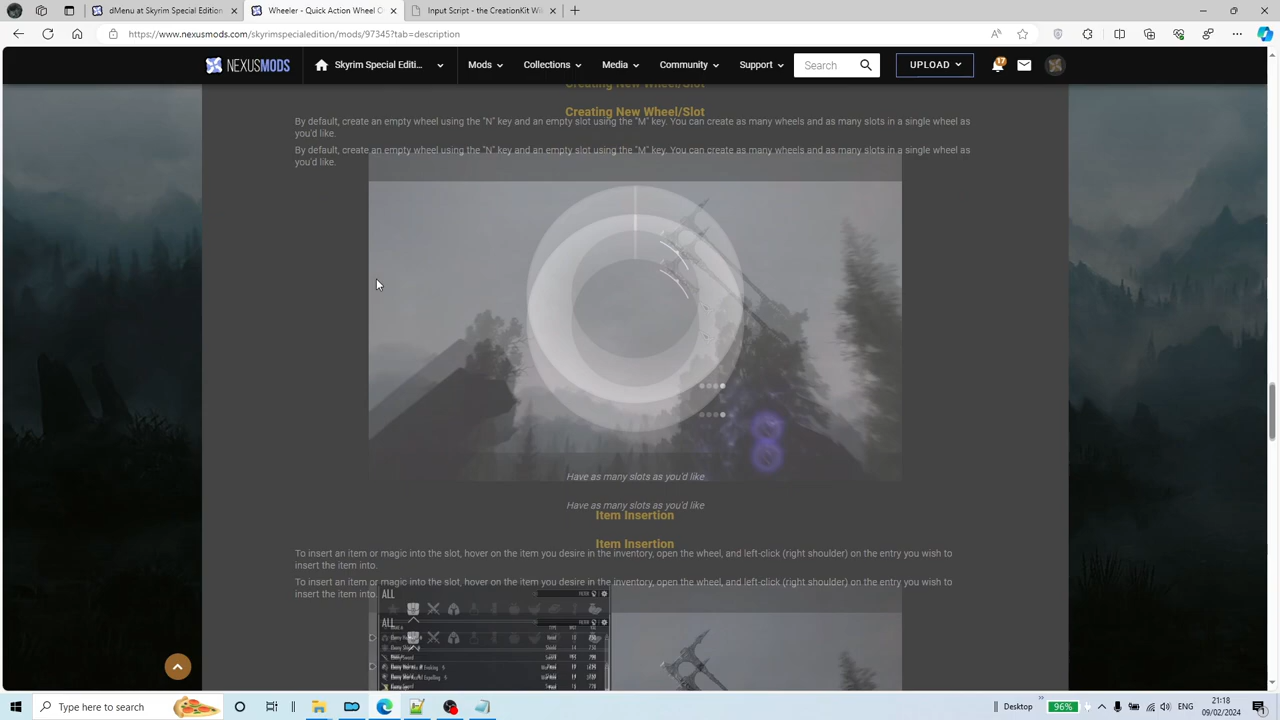 dMenu at Skyrim Special Edition
Wheeler - Quick Action Wheel O
Input Script - the CreationKit Wi
https://www.nexusmods.com/skyrimspecialedition/mods/97345?tab=description
NEXUSMODS
Skyrim Special Editi...
Mods
Collections
Media
Community
Support
Search
UPLOAD
17
Creating New Wheel/Slot
Creating New Wheel/Slot
By default, create an empty wheel using the "N" key and an empty slot using the "M" key. You can create as many wheels and as many slots in a single wheel as
you'd like.
By default, create an empty wheel using the "N" key and an empty slot using the "M" key. You can create as many wheels and as many slots in a single wheel as
you'd like.
Have as many slots as you'd like
Have as many slots as you'd like
Item Insertion
Item Insertion
To insert an item or magic into the slot, hover on the item you desire in the inventory, open the wheel, and left-click (right shoulder) on the entry you wish to
insert the item into.
To insert an item or magic into the slot, hover on the item you desire in the inventory, open the wheel, and left-click (right shoulder) on the entry you wish to
insert the item into.
ALL
ALL
Type here to search
Desktop
96%
ENG
21:18
09/02/2024